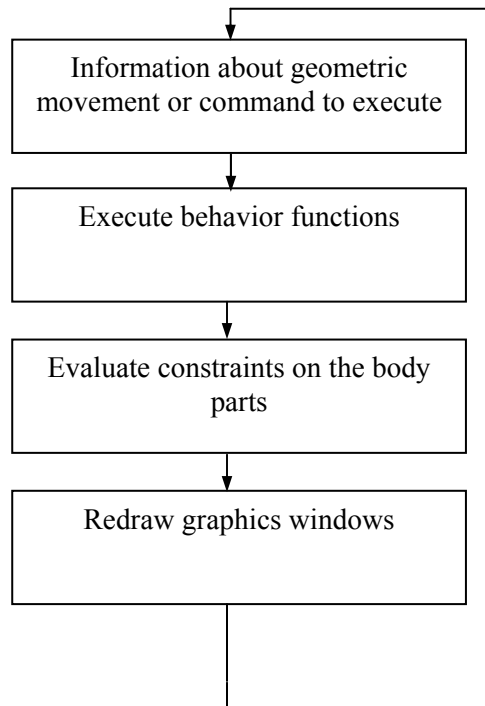 Information about geometric
movement or command to execute
Execute behavior functions
Evaluate constraints on the body
parts
Redraw graphics windows